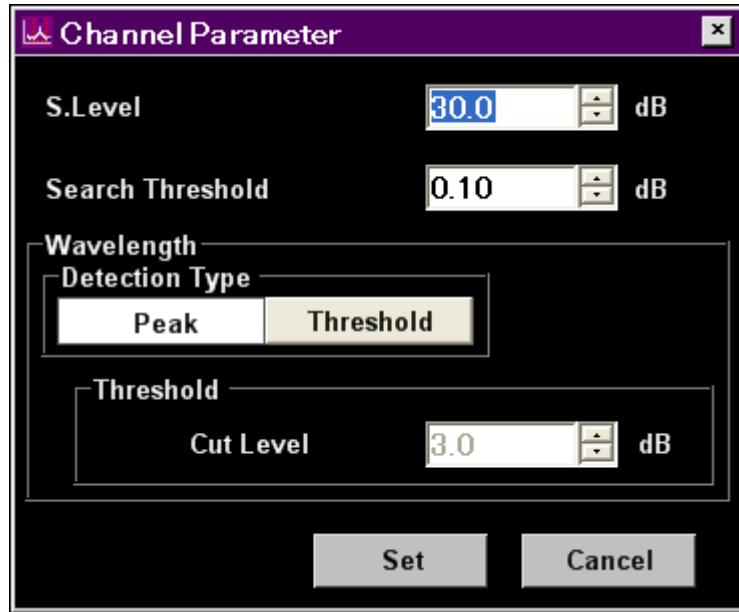 Channel Parameter
S.Level 30.0 dB
Search Threshold 0.10 dB
Wavelength
Detection Type
Peak Threshold
Threshold
Cut Level 3.0 dB
Set Cancel